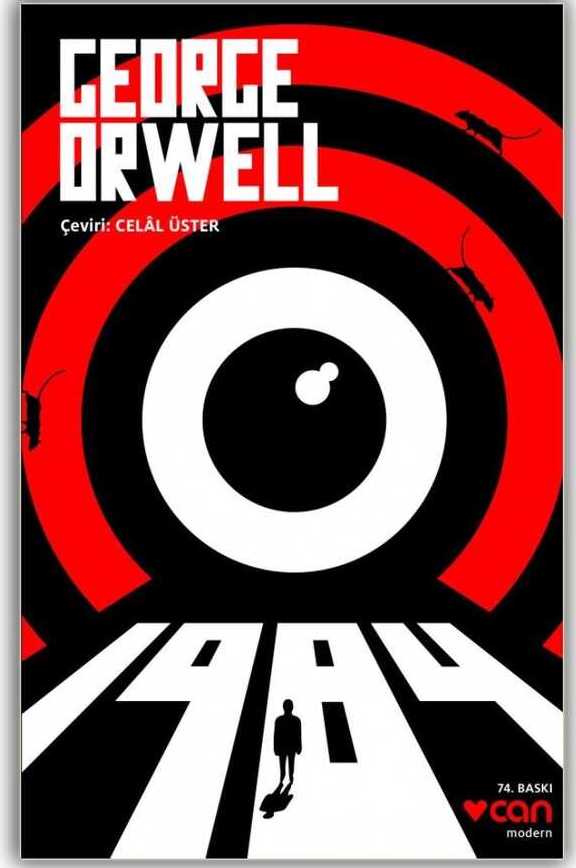 GEORGE
ORWELL
Çeviri: CELÂL ÜSTER
1984
74. BASKI
can
modern